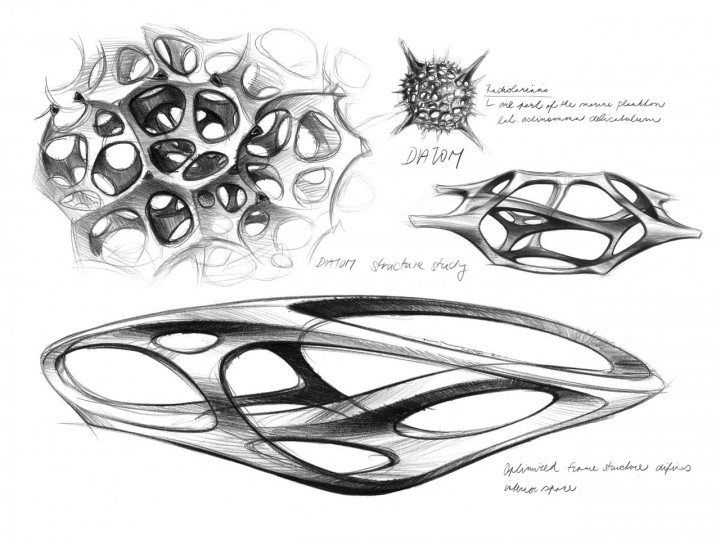 Radiolarians
L are part of the marine plankton
lat. actinomma delicatulum
DIATOM
DIATOM structure study
Optimized frame structure defines
interior space